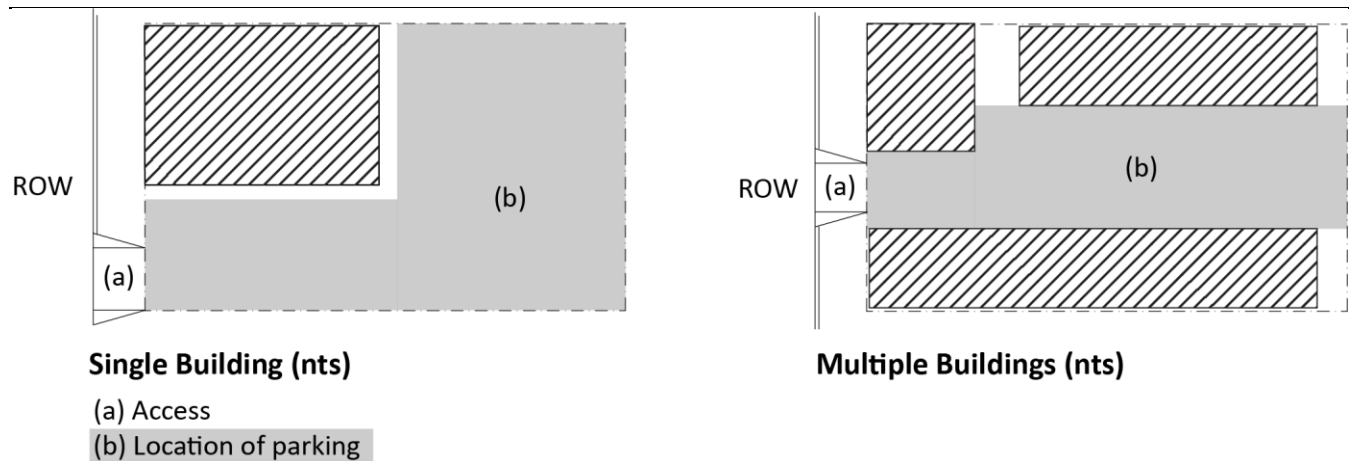 ROW
(a)
(b)
ROW
(a)
(b)
Single Building (nts)
Multiple Buildings (nts)
(a) Access
(b) Location of parking